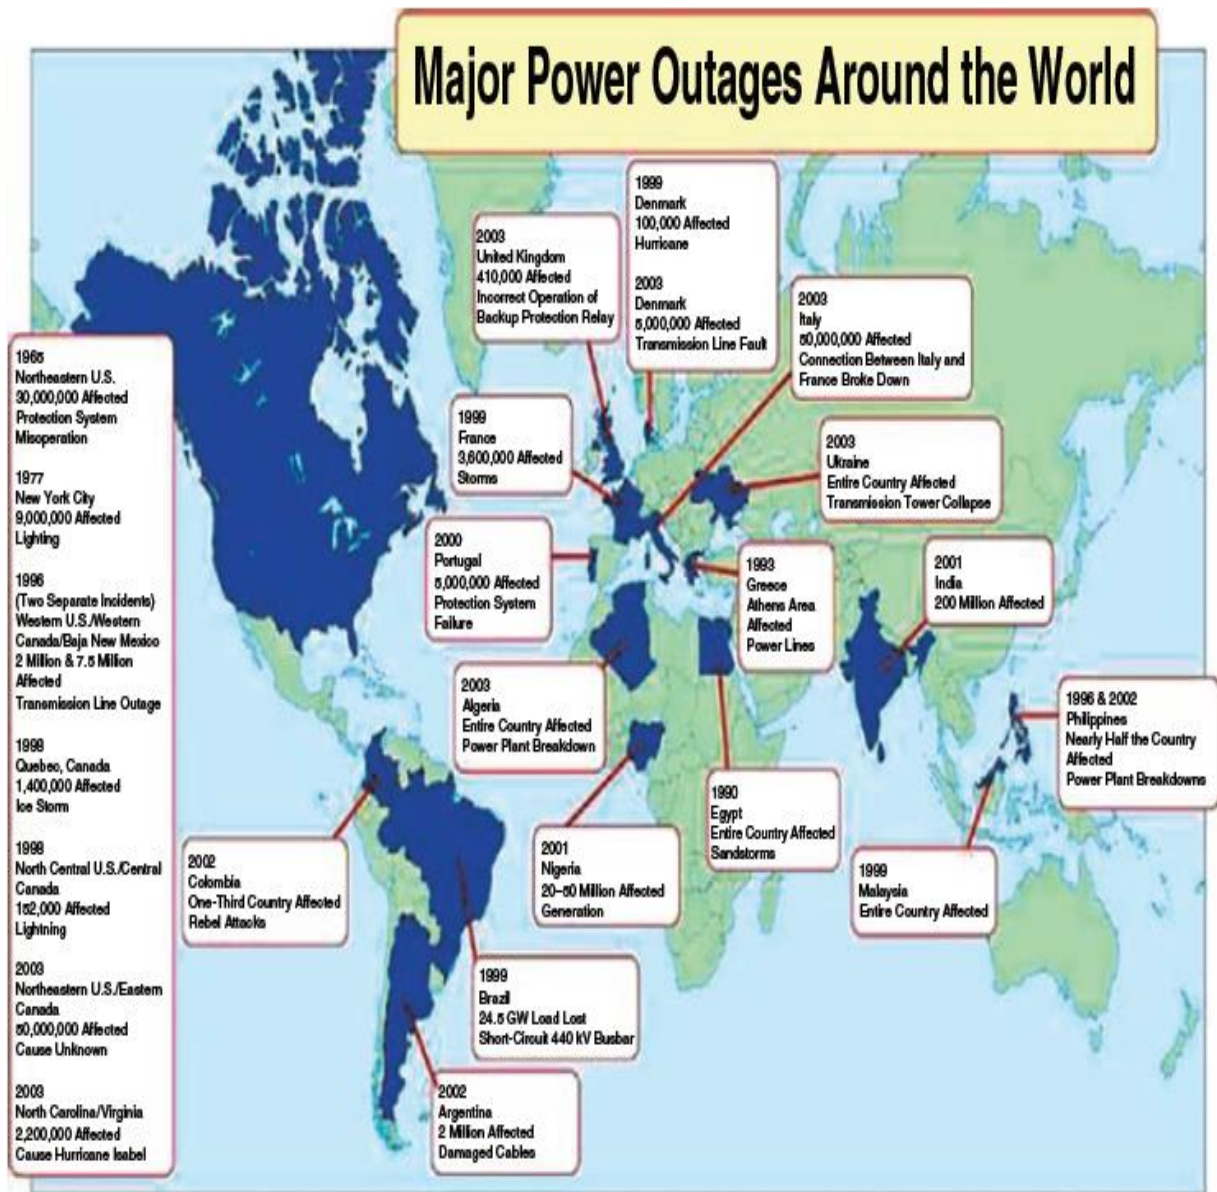 Major Power Outages Around the World
1965
Northeastern U.S.
30,000,000 Affected
Protection System
Misoperation
1977
New York City
9,000,000 Affected
Lighting
1996
(Two Separate Incidents)
Western U.S./Western
Canada/Baja New Mexico
2 Million & 7.5 Million
Affected
Transmission Line Outage
1998
Quebec, Canada
1,400,000 Affected
Ice Storm
1998
North Central U.S./Central
Canada
152,000 Affected
Lightning
2003
Northeastern U.S./Eastern
Canada
50,000,000 Affected
Cause Unknown
2003
North Carolina/Virginia
2,200,000 Affected
Cause Hurricane Isabel
2003
United Kingdom
410,000 Affected
Incorrect Operation of
Backup Protection Relay
1999
Denmark
100,000 Affected
Hurricane
2003
Denmark
5,000,000 Affected
Transmission Line Fault
2003
Italy
50,000,000 Affected
Connection Between Italy and
France Broke Down
1999
France
3,600,000 Affected
Storms
2003
Ukraine
Entire Country Affected
Transmission Tower Collapse
2000
Portugal
5,000,000 Affected
Protection System
Failure
1993
Greece
Athens Area
Affected
Power Lines
2001
India
200 Million Affected
2003
Algeria
Entire Country Affected
Power Plant Breakdown
1996 & 2002
Philippines
Nearly Half the Country
Affected
Power Plant Breakdowns
1990
Egypt
Entire Country Affected
Sandstorms
2002
Colombia
One-Third Country Affected
Rebel Attacks
2001
Nigeria
20–50 Million Affected
Generation
1999
Malaysia
Entire Country Affected
1999
Brazil
24.5 GW Load Lost
Short-Circuit 440 kV Busbar
2002
Argentina
2 Million Affected
Damaged Cables